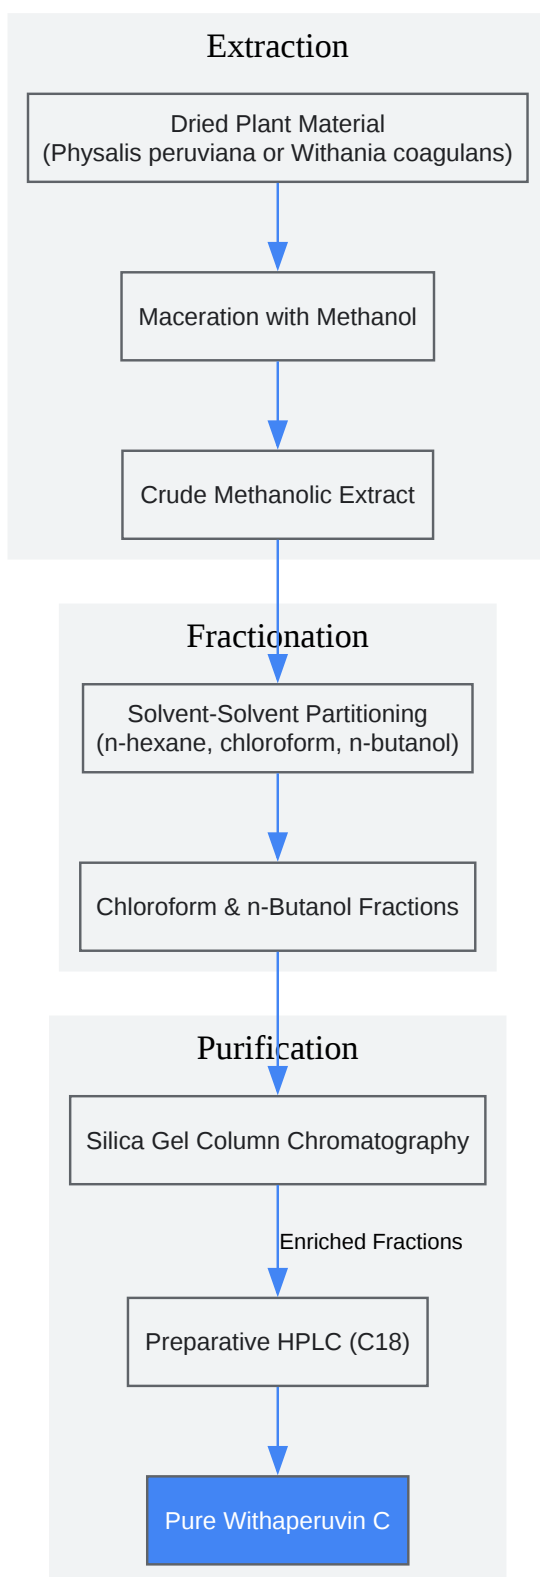 Extraction
Dried Plant Material
(Physalis peruviana or Withania coagulans)
Maceration with Methanol
Crude Methanolic Extract
Fractionation
Solvent-Solvent Partitioning
(n-hexane, chloroform, n-butanol)
Chloroform & n-Butanol Fractions
Purification
Silica Gel Column Chromatography
Enriched Fractions
Preparative HPLC (C18)
Pure Withaperuvin C